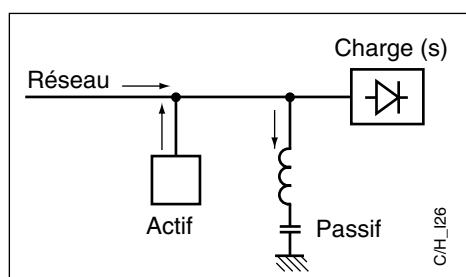 Charge (s)
Réseau
Actif
Passif
C/H_I26